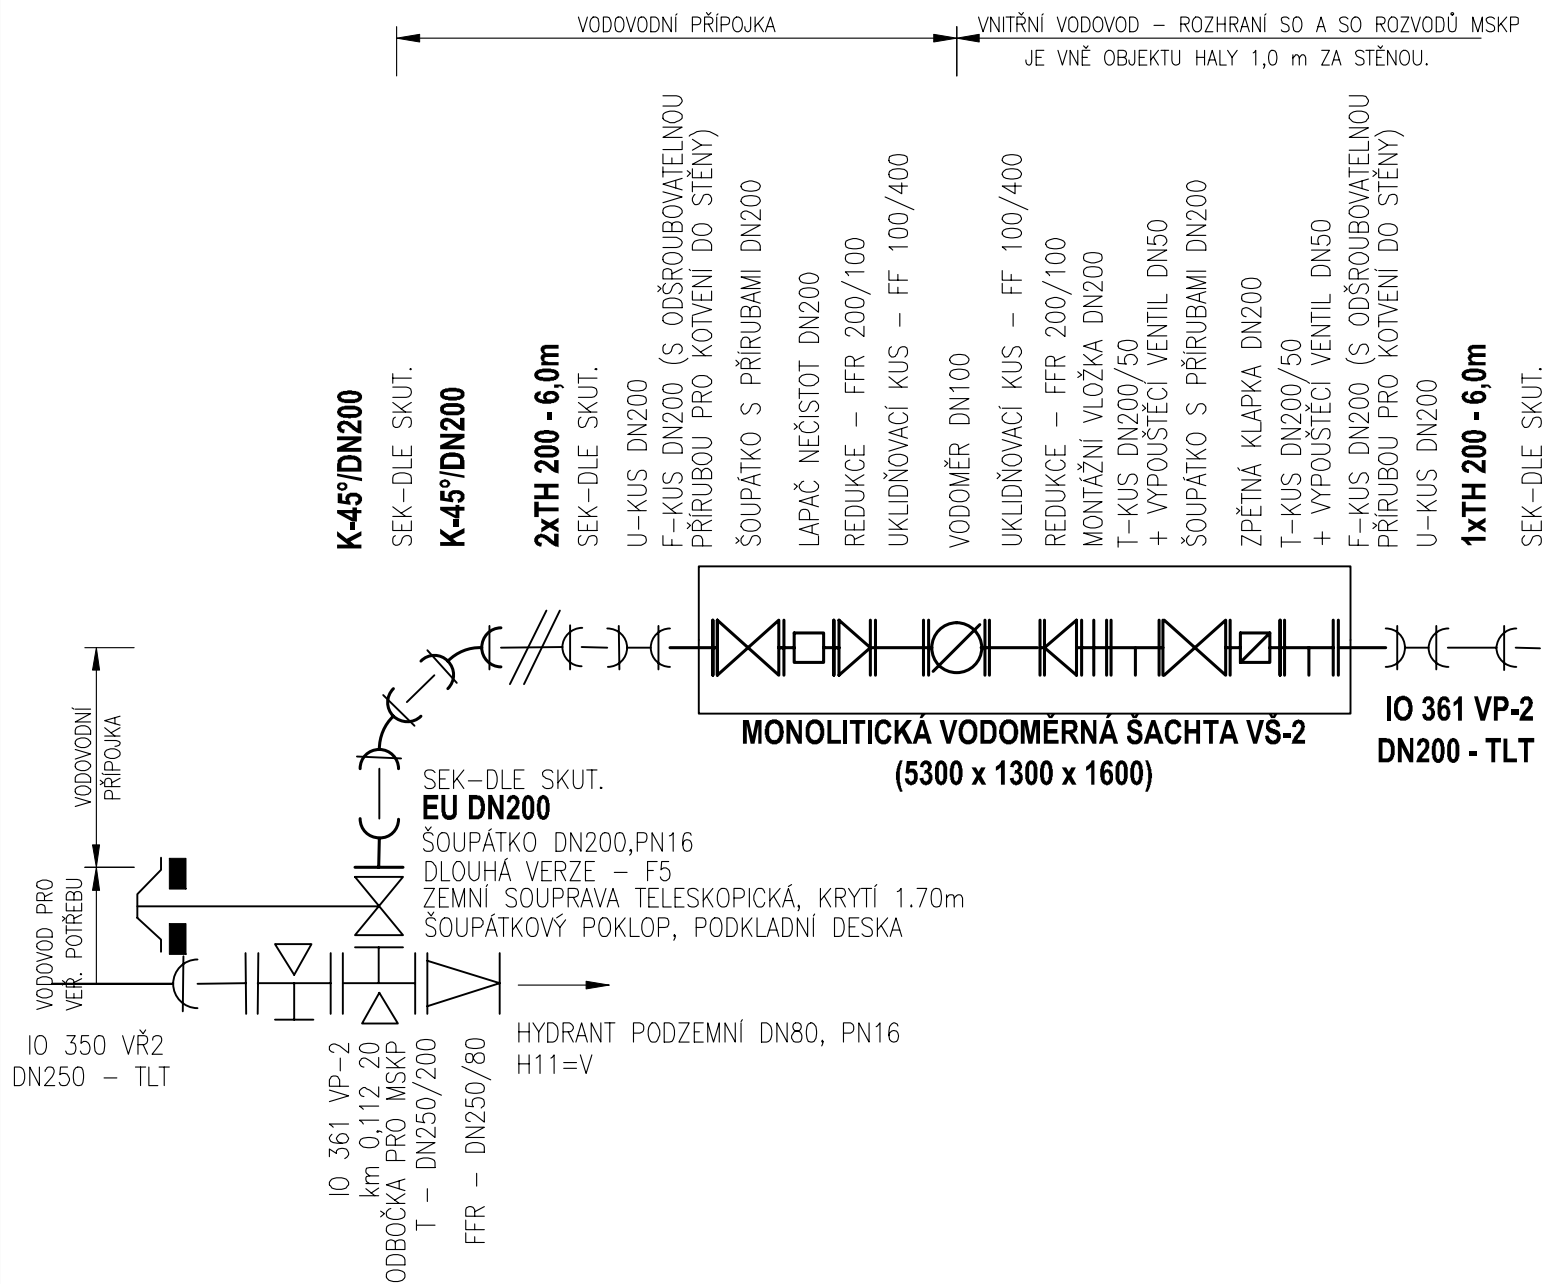 VODOVODNÍ PŘÍPOJKA
VNITŘNÍ VODOVOD – ROZHRANÍ SO A SO ROZVODŮ MSKP
JE VNĚ OBJEKTU HALY 1,0 m ZA STĚNOU.
K-45°/DN200
SEK–DLE SKUT.
K-45°/DN200
2xTH 200 - 6,0m
SEK–DLE SKUT.
U–KUS DN200
F–KUS DN200 (S ODŠROUBOVATELNOU
PŘÍRUBOU PRO KOTVENÍ DO STĚNY)
ŠOUPÁTKO S PŘÍRUBAMI DN200
LAPAČ NEČISTOT DN200
REDUKCE – FFR 200/100
UKLIDŇOVACÍ KUS – FF 100/400
VODOMĚR DN100
UKLIDŇOVACÍ KUS – FF 100/400
REDUKCE – FFR 200/100
MONTÁŽNÍ VLOŽKA DN200
T–KUS DN200/50
+ VYPOUŠTĚCÍ VENTIL DN50
ŠOUPÁTKO S PŘÍRUBAMI DN200
ZPĚTNÁ KLAPKA DN200
T–KUS DN200/50
+ VYPOUŠTĚCÍ VENTIL DN50
F–KUS DN200 (S ODŠROUBOVATELNOU
PŘÍRUBOU PRO KOTVENÍ DO STĚNY)
U–KUS DN200
1xTH 200 - 6,0m
SEK–DLE SKUT.
MONOLITICKÁ VODOMĚRNÁ ŠACHTA VŠ-2
(5300 x 1300 x 1600)
IO 361 VP-2
DN200 - TLT
VODOVODNÍ
PŘÍPOJKA
SEK–DLE SKUT.
EU DN200
ŠOUPÁTKO DN200,PN16
DLOUHÁ VERZE – F5
ZEMNÍ SOUPRAVA TELESKOPICKÁ, KRYTÍ 1.70m
ŠOUPÁTKOVÝ POKLOP, PODKLADNÍ DESKA
VODOVOD PRO
VEŘ. POTŘEBU
IO 350 VŘ2
DN250 – TLT
HYDRANT PODZEMNÍ DN80, PN16
H11=V
IO 361 VP–2
km 0,112 20
ODBOČKA PRO MSKP
T – DN250/200
FFR – DN250/80